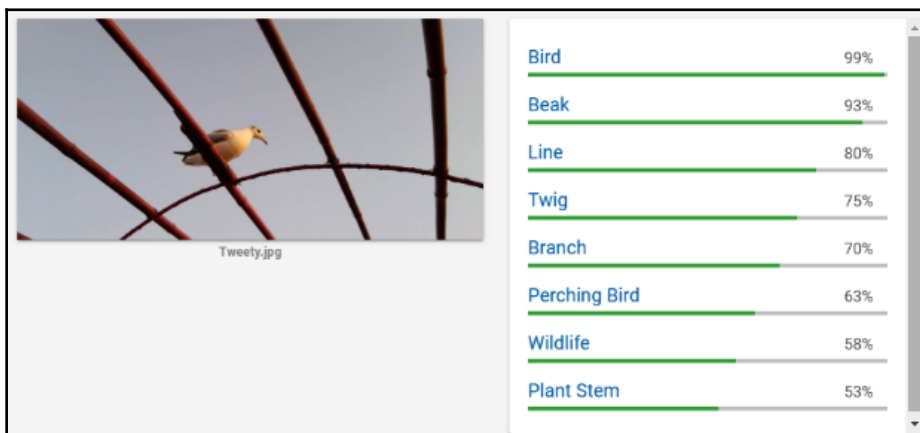 Tweety.jpg
Bird 99%
Beak 93%
Line 80%
Twig 75%
Branch 70%
Perching Bird 63%
Wildlife 58%
Plant Stem 53%